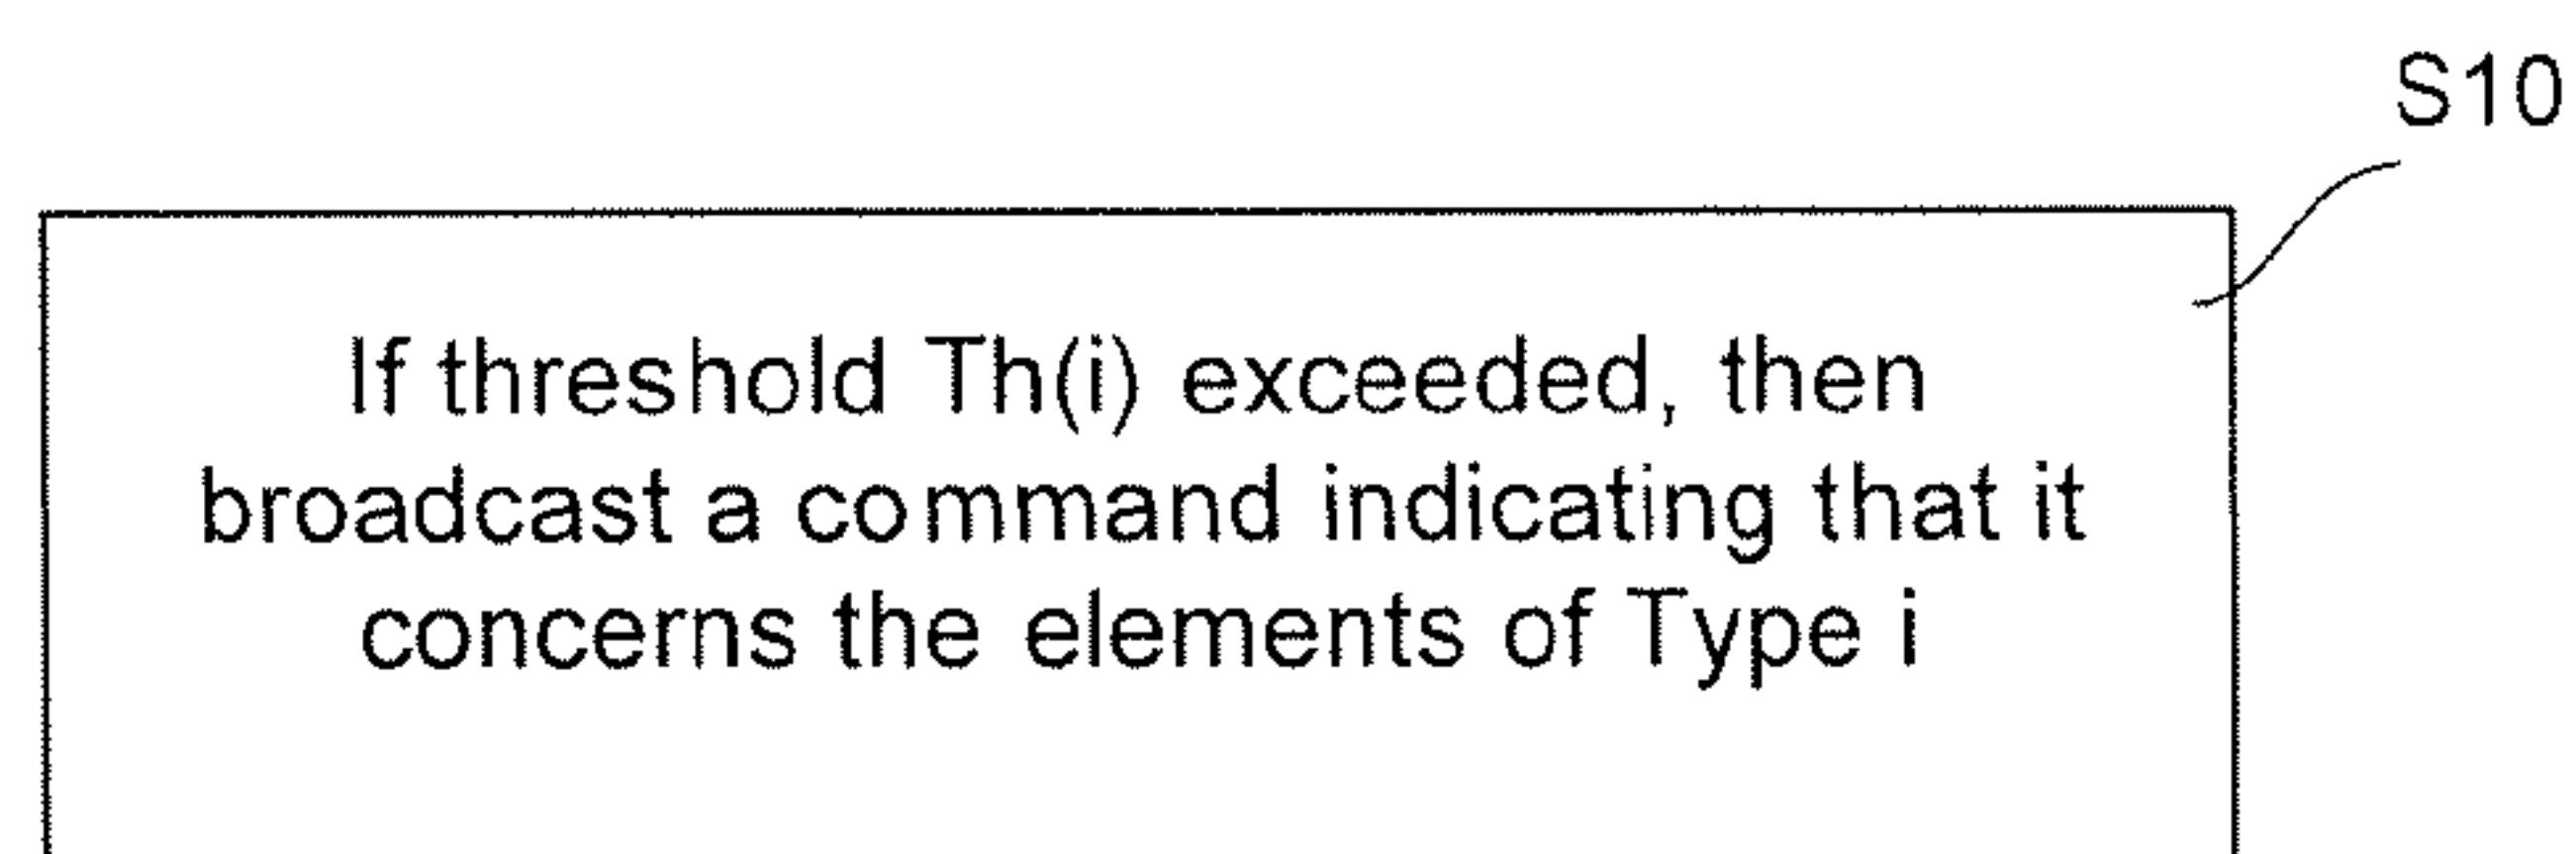 S10
If threshold Th(i) exceeded, then
broadcast a command indicating that it
concerns the elements of Type i